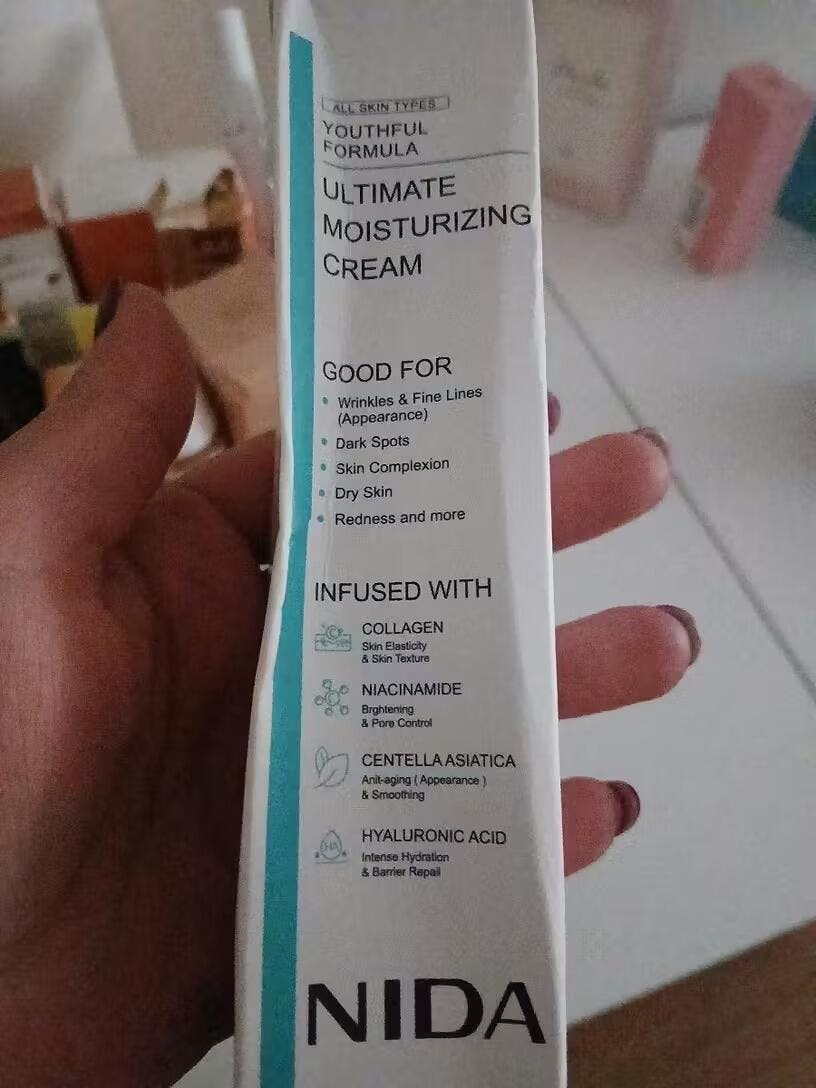 ALL SKIN TYPES
YOUTHFUL
FORMULA
ULTIMATE
MOISTURIZING
CREAM
GOOD FOR
• Wrinkles & Fine Lines
(Appearance)
• Dark Spots
• Skin Complexion
• Dry Skin
• Redness and more
INFUSED WITH
COLLAGEN
Skin Elasticity
& Skin Texture
NIACINAMIDE
Brghtening
& Pore Control
CENTELLA ASIATICA
Anit-aging ( Appearance )
& Smoothing
HA
HYALURONIC ACID
Intense Hydration
& Barrier Repail
NIDA